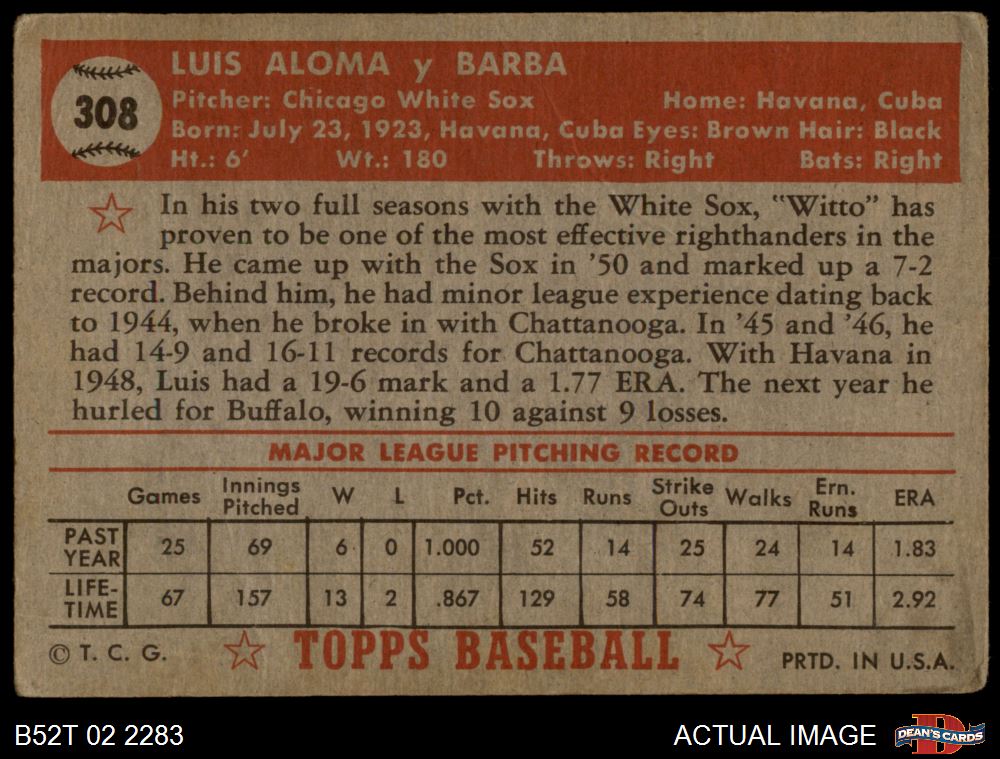 308
LUIS ALOMA y BARBA
Pitcher: Chicago White Sox Home: Havana, Cuba
Born: July 23, 1923, Havana, Cuba Eyes: Brown Hair: Black
Ht.: 6' Wt.: 180 Throws: Right Bats: Right
In his two full seasons with the White Sox, "Witto" has
proven to be one of the most effective righthanders in the
majors. He came up with the Sox in '50 and marked up a 7-2
record. Behind him, he had minor league experience dating back
to 1944, when he broke in with Chattanooga. In '45 and '46, he
had 14-9 and 16-11 records for Chattanooga. With Havana in
1948, Luis had a 19-6 mark and a 1.77 ERA. The next year he
hurled for Buffalo, winning 10 against 9 losses.
MAJOR LEAGUE PITCHING RECORD
Games Innings Pitched W L Pct. Hits Runs Strike Outs Walks Ern. Runs ERA
PAST YEAR 25 69 6 0 1.000 52 14 25 24 14 1.83
LIFE-TIME 67 157 13 2 .867 129 58 74 77 51 2.92
© T. C. G. TOPPS BASEBALL PRTD. IN U.S.A.
B52T 02 2283 ACTUAL IMAGE DEAN'S CARDS